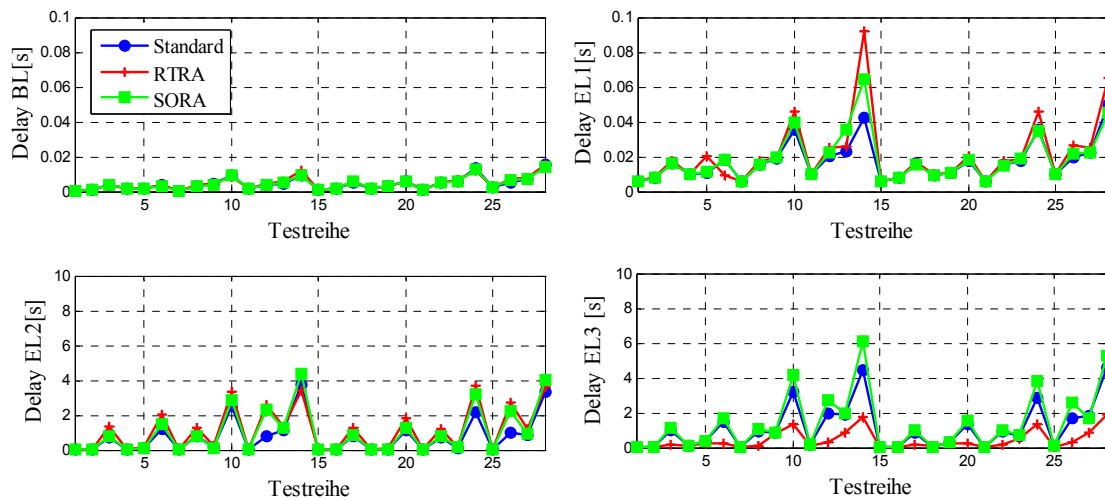 Delay BL[s]
0.1
0.08
0.06
0.04
0.02
0
Standard
RTRA
SORA
5 10 15 20 25
Testreihe
Delay EL1[s]
0.1
0.08
0.06
0.04
0.02
0
5 10 15 20 25
Testreihe
Delay EL2[s]
10
8
6
4
2
0
5 10 15 20 25
Testreihe
Delay EL3 [s]
10
8
6
4
2
0
5 10 15 20 25
Testreihe